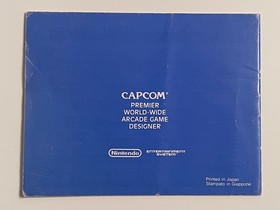 CAPCOM®
PREMIER
WORLD-WIDE
ARCADE GAME
DESIGNER
Nintendo ENTERTAINMENT
SYSTEM
Printed in Japan
Stampato in Giappone